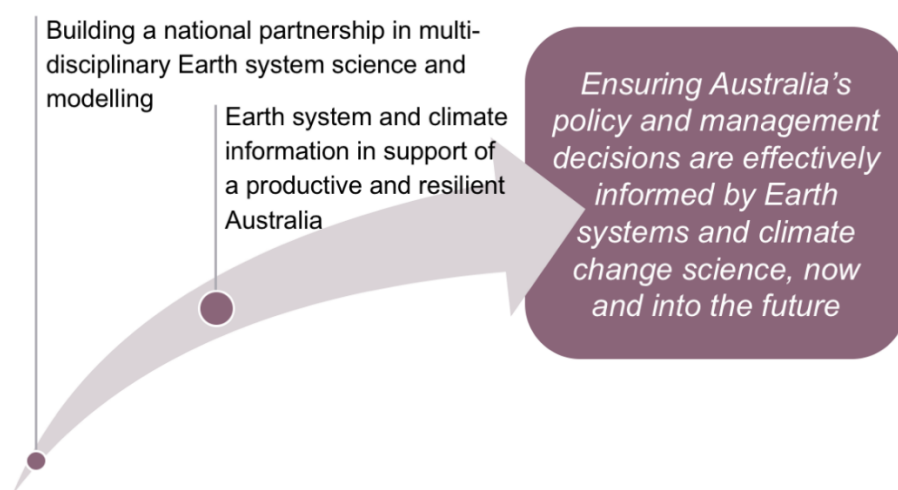 Building a national partnership in multi-
disciplinary Earth system science and
modelling
Earth system and climate
information in support of
a productive and resilient
Australia
Ensuring Australia’s
policy and management
decisions are effectively
informed by Earth
systems and climate
change science, now
and into the future